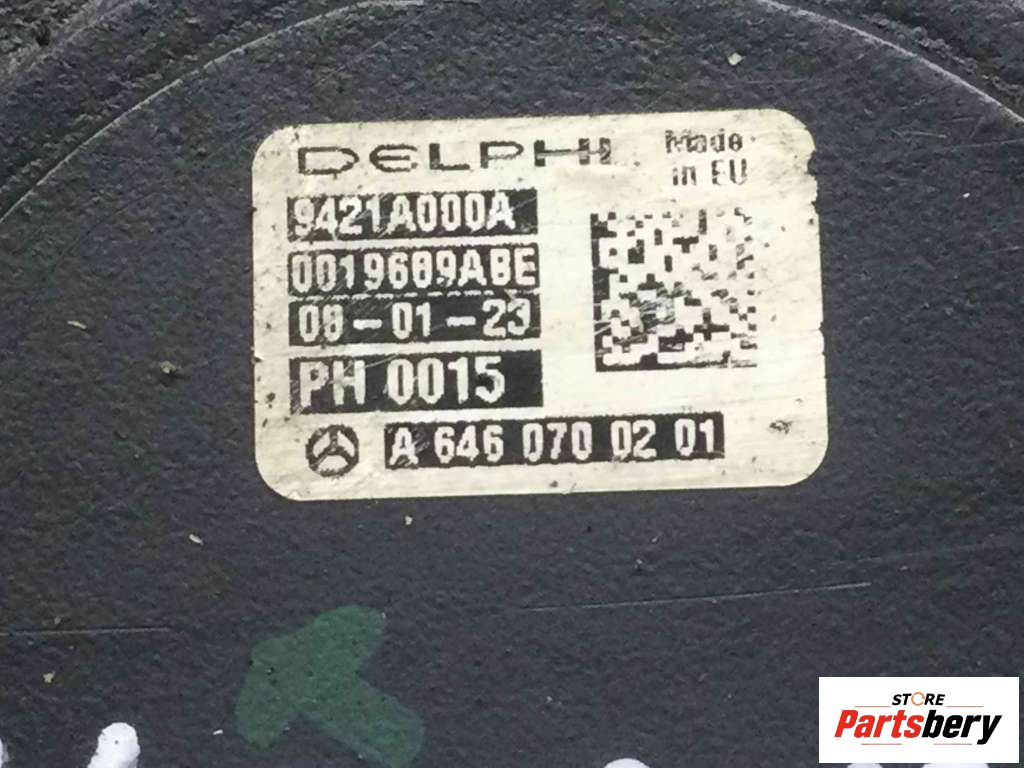 DELPHI
Made
in EU
9421A000A
0019609ABE
08-01-23
PH 0015
A 646 070 02 01
STORE
Partsbery